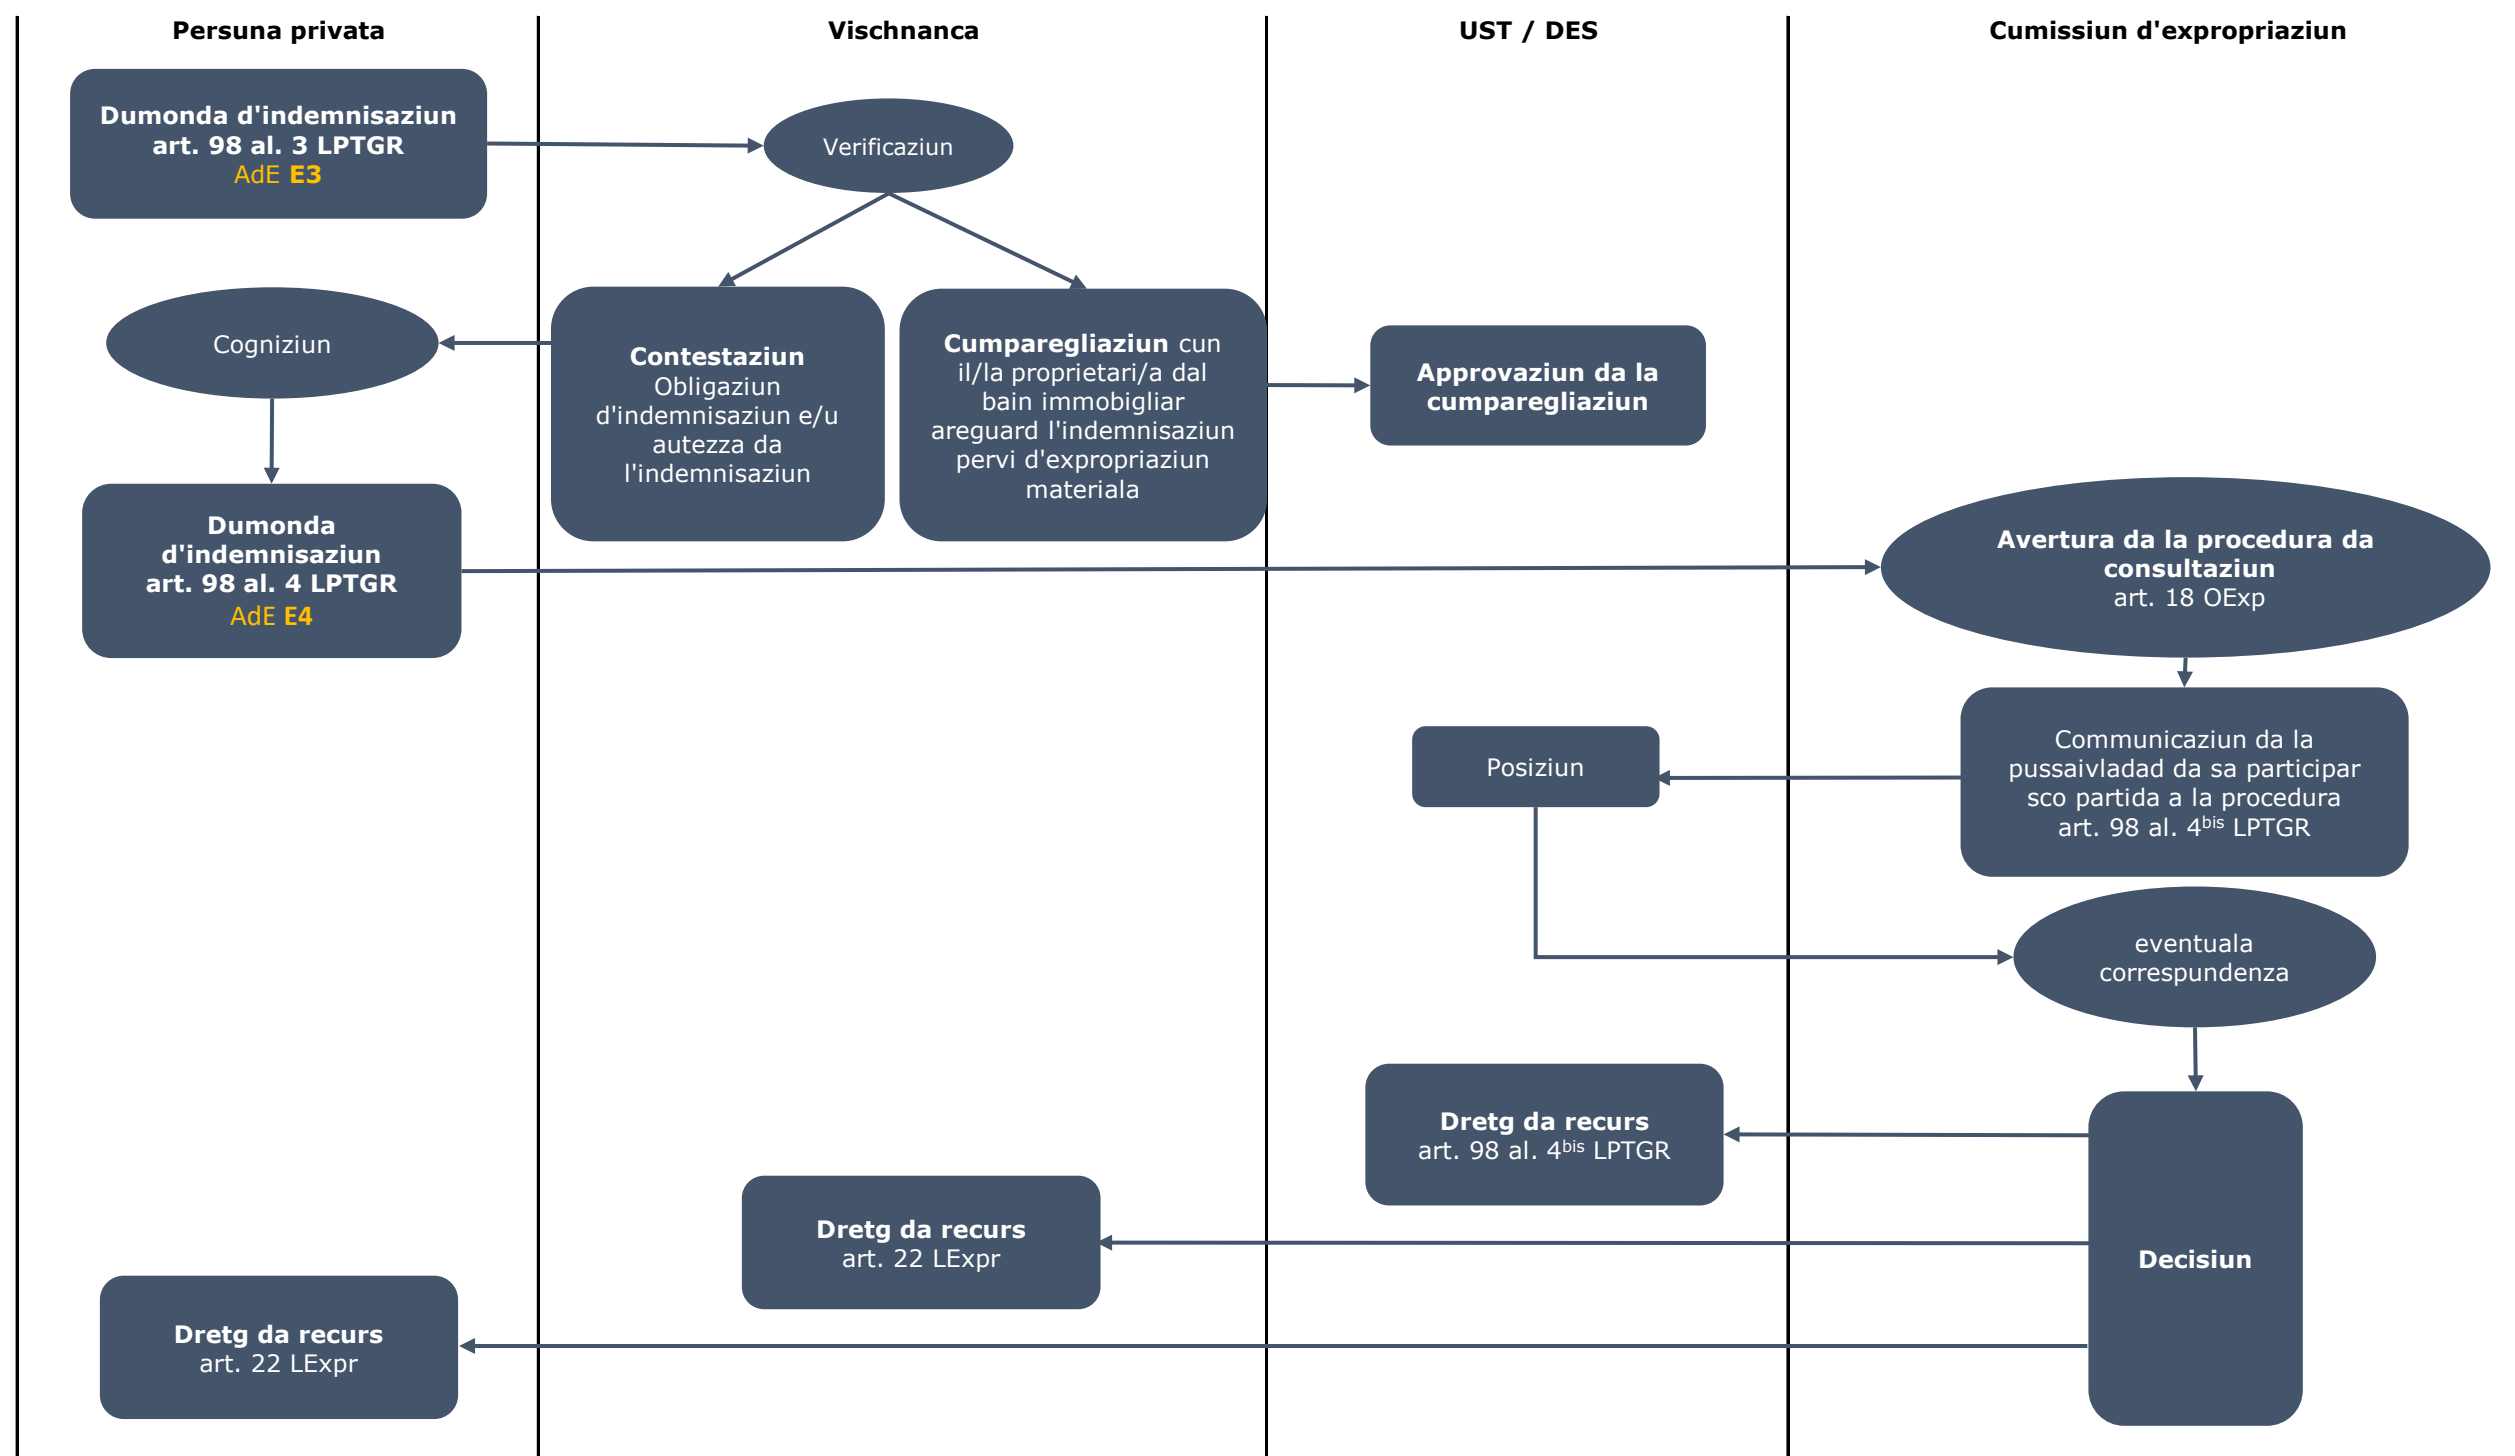 Persuna privata
Vischnanca
UST / DES
Cumissiun d'expropriaziun
Dumonda d'indemnisaziun
art. 98 al. 3 LPTGR
AdE E3
Verificaziun
Cogniziun
Contestaziun
Obligaziun
d'indemnisaziun e/u
autezza da
l'indemnisaziun
Cumparegliaziun cun
il/la proprietari/a dal
bain immobigliar
areguard l'indemnisaziun
pervi d'expropriaziun
materiala
Approvaziun da la
cumparegliaziun
Dumonda
d'indemnisaziun
art. 98 al. 4 LPTGR
AdE E4
Avertura da la procedura da
consultaziun
art. 18 OExp
Communicaziun da la
pussaivladad da sa participar
sco partida a la procedura
art. 98 al. 4bis LPTGR
Posiziun
eventuala
correspundenza
Dretg da recurs
art. 98 al. 4bis LPTGR
Dretg da recurs
art. 22 LExpr
Decisiun
Dretg da recurs
art. 22 LExpr